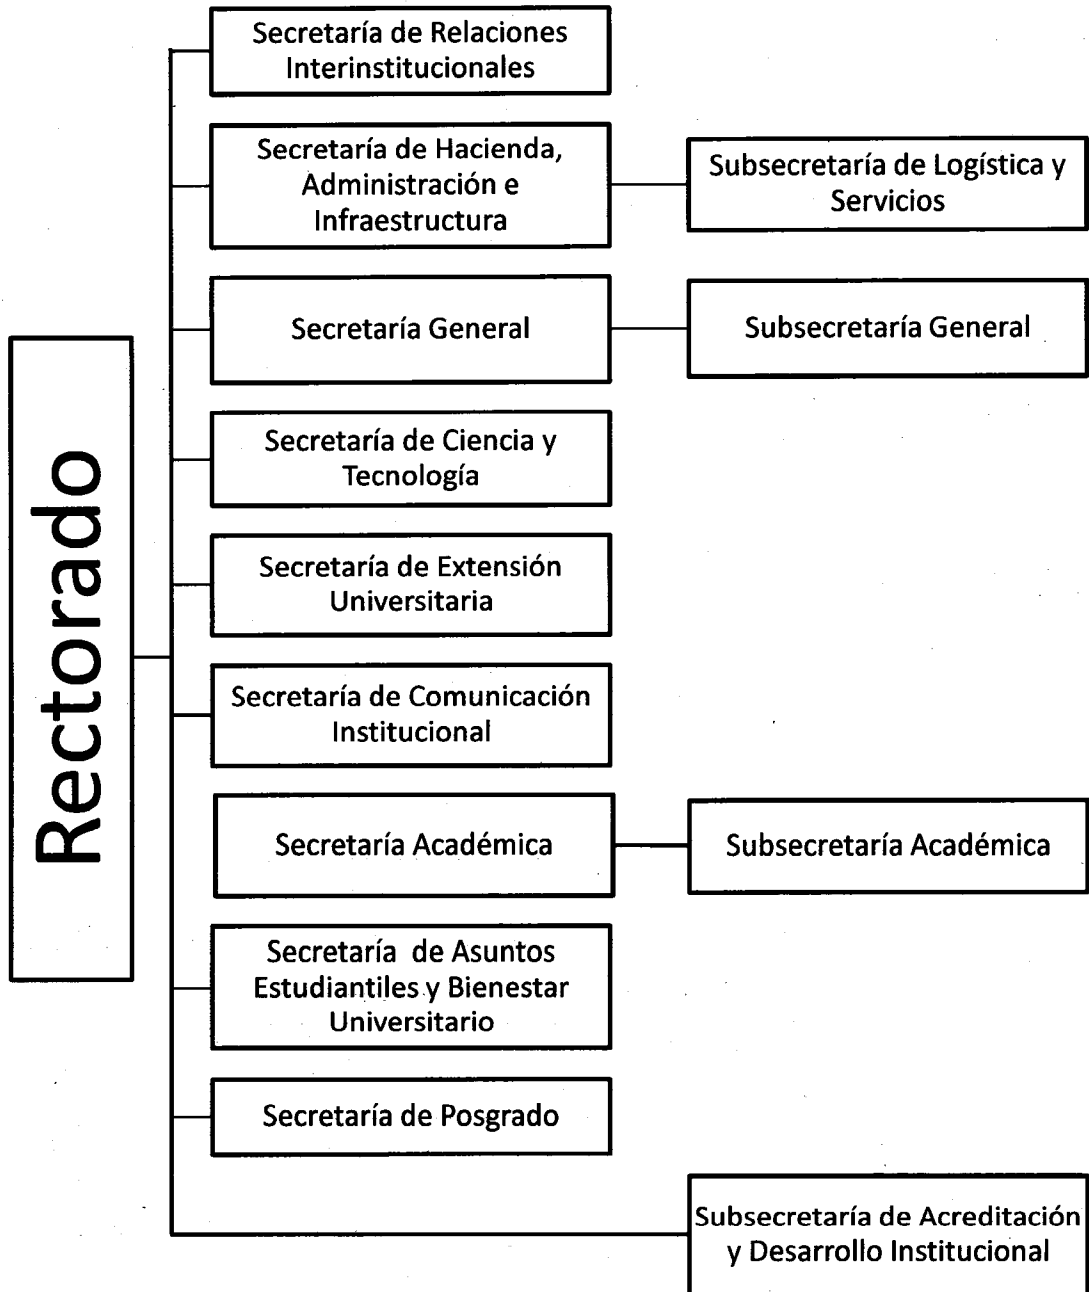 Secretaría de Relaciones
Interinstitucionales
Secretaría de Hacienda,
Administración e
Infraestructura
Subsecretaría de Logística y
Servicios
Secretaría General
Subsecretaría General
Rectorado
Secretaría de Ciencia y
Tecnología
Secretaría de Extensión
Universitaria
Secretaría de Comunicación
Institucional
Secretaría Académica
Subsecretaría Académica
Secretaría de Asuntos
Estudiantiles y Bienestar
Universitario
Secretaría de Posgrado
Subsecretaría de Acreditación
y Desarrollo Institucional